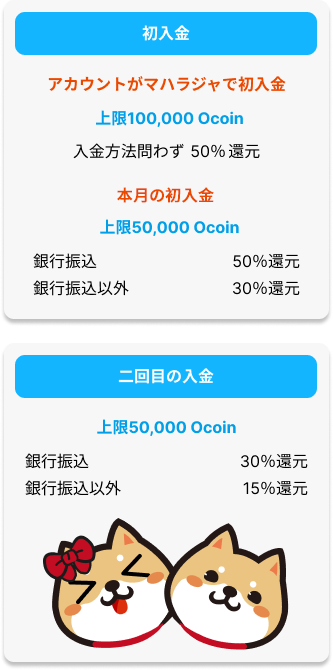 初入金
アカウントがマハラジャで初入金
上限100,000 Ocoin
入金方法問わず 50%還元
本月の初入金
上限50,000 Ocoin
銀行振込 50%還元
銀行振込以外 30%還元
二回目の入金
上限50,000 Ocoin
銀行振込 30%還元
銀行振込以外 15%還元